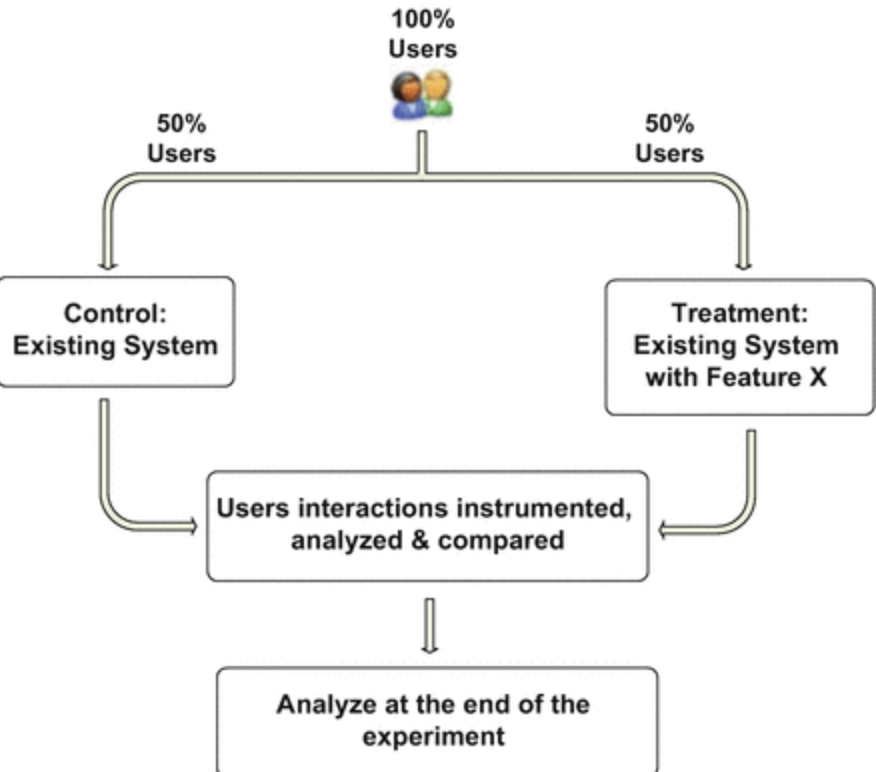 100%
Users
50%
Users
50%
Users
Control:
Existing System
Treatment:
Existing System
with Feature X
Users interactions instrumented,
analyzed & compared
Analyze at the end of the
experiment